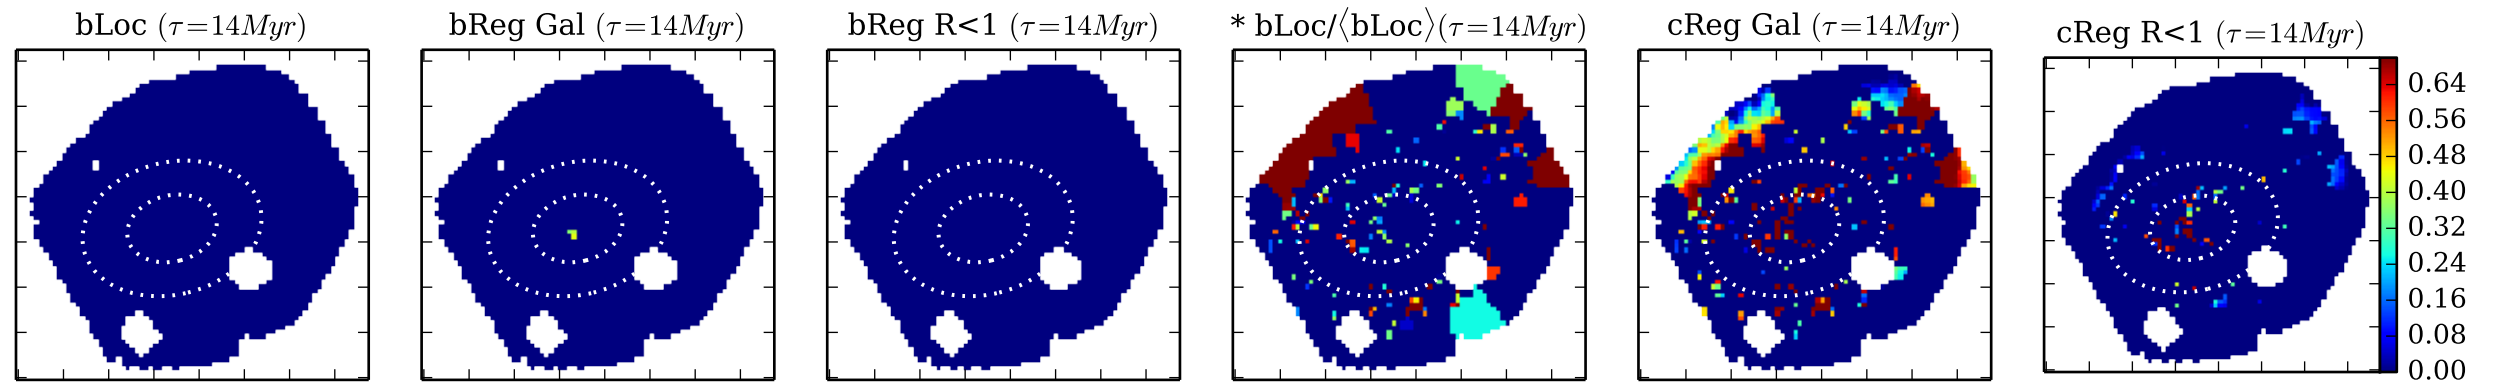 bLoc (τ=14Myr)
bReg Gal (τ=14Myr)
bReg R<1 (τ=14Myr)
* bLoc/⟨bLoc⟩(τ=14Myr)
cReg Gal (τ=14Myr)
cReg R<1 (τ=14Myr)
0.64
0.56
0.48
0.40
0.32
0.24
0.16
0.08
0.00